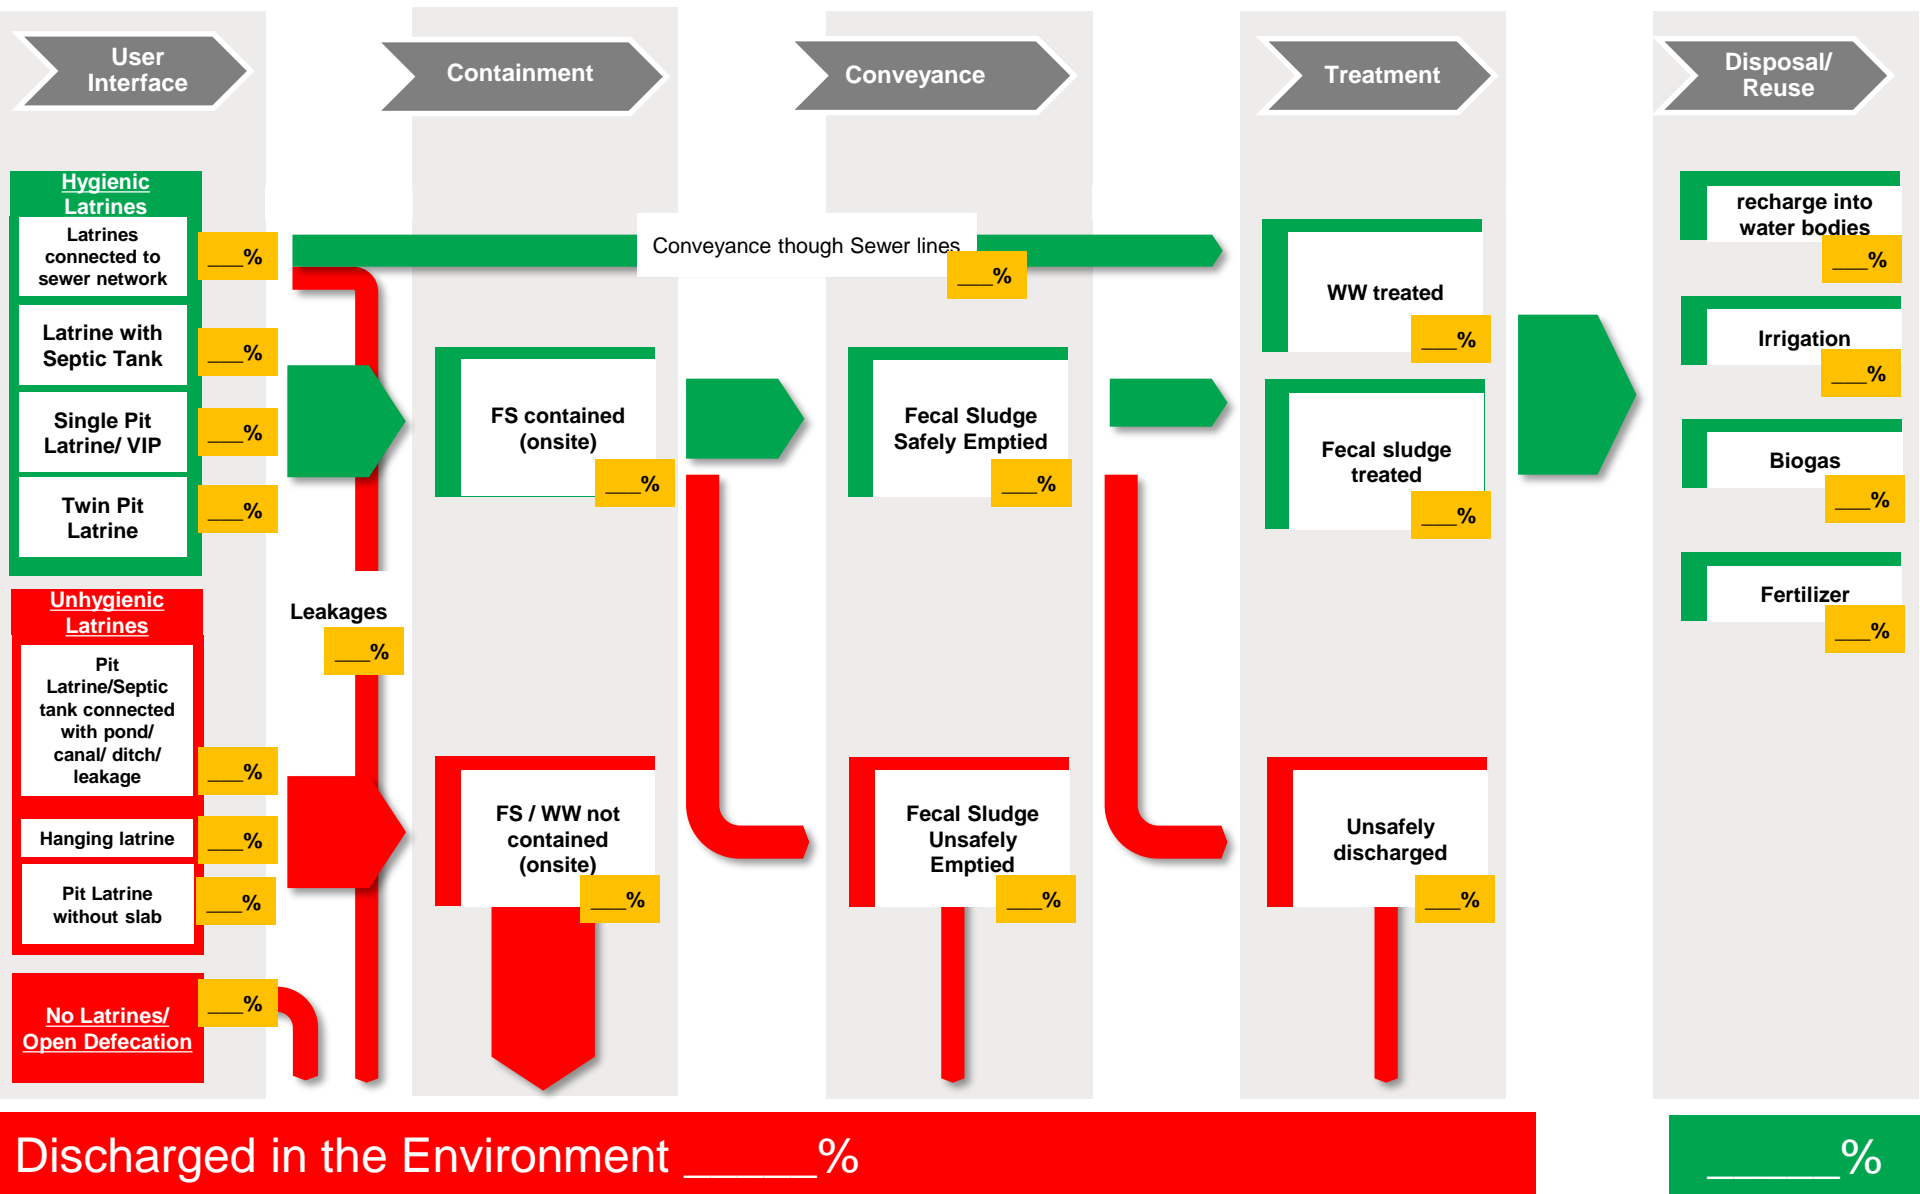 User
Interface
Containment
Conveyance
Treatment
Disposal/
Reuse
Hygienic
Latrines
Latrines
connected to
sewer network
___%
Latrine with
Septic Tank
___%
Single Pit
Latrine/ VIP
___%
Twin Pit
Latrine
___%
Unhygienic
Latrines
Pit
Latrine/Septic
tank connected
with pond/
canal/ ditch/
leakage
___%
Hanging latrine
___%
Pit Latrine
without slab
___%
No Latrines/
Open Defecation
___%
Leakages
___%
Conveyance though Sewer lines
___%
FS contained
(onsite)
___%
FS / WW not
contained
(onsite)
___%
Fecal Sludge
Safely Emptied
___%
Fecal Sludge
Unsafely
Emptied
___%
WW treated
___%
Fecal sludge
treated
___%
Unsafely
discharged
___%
recharge into
water bodies
___%
Irrigation
___%
Biogas
___%
Fertilizer
___%
Discharged in the Environment _____%
_____%